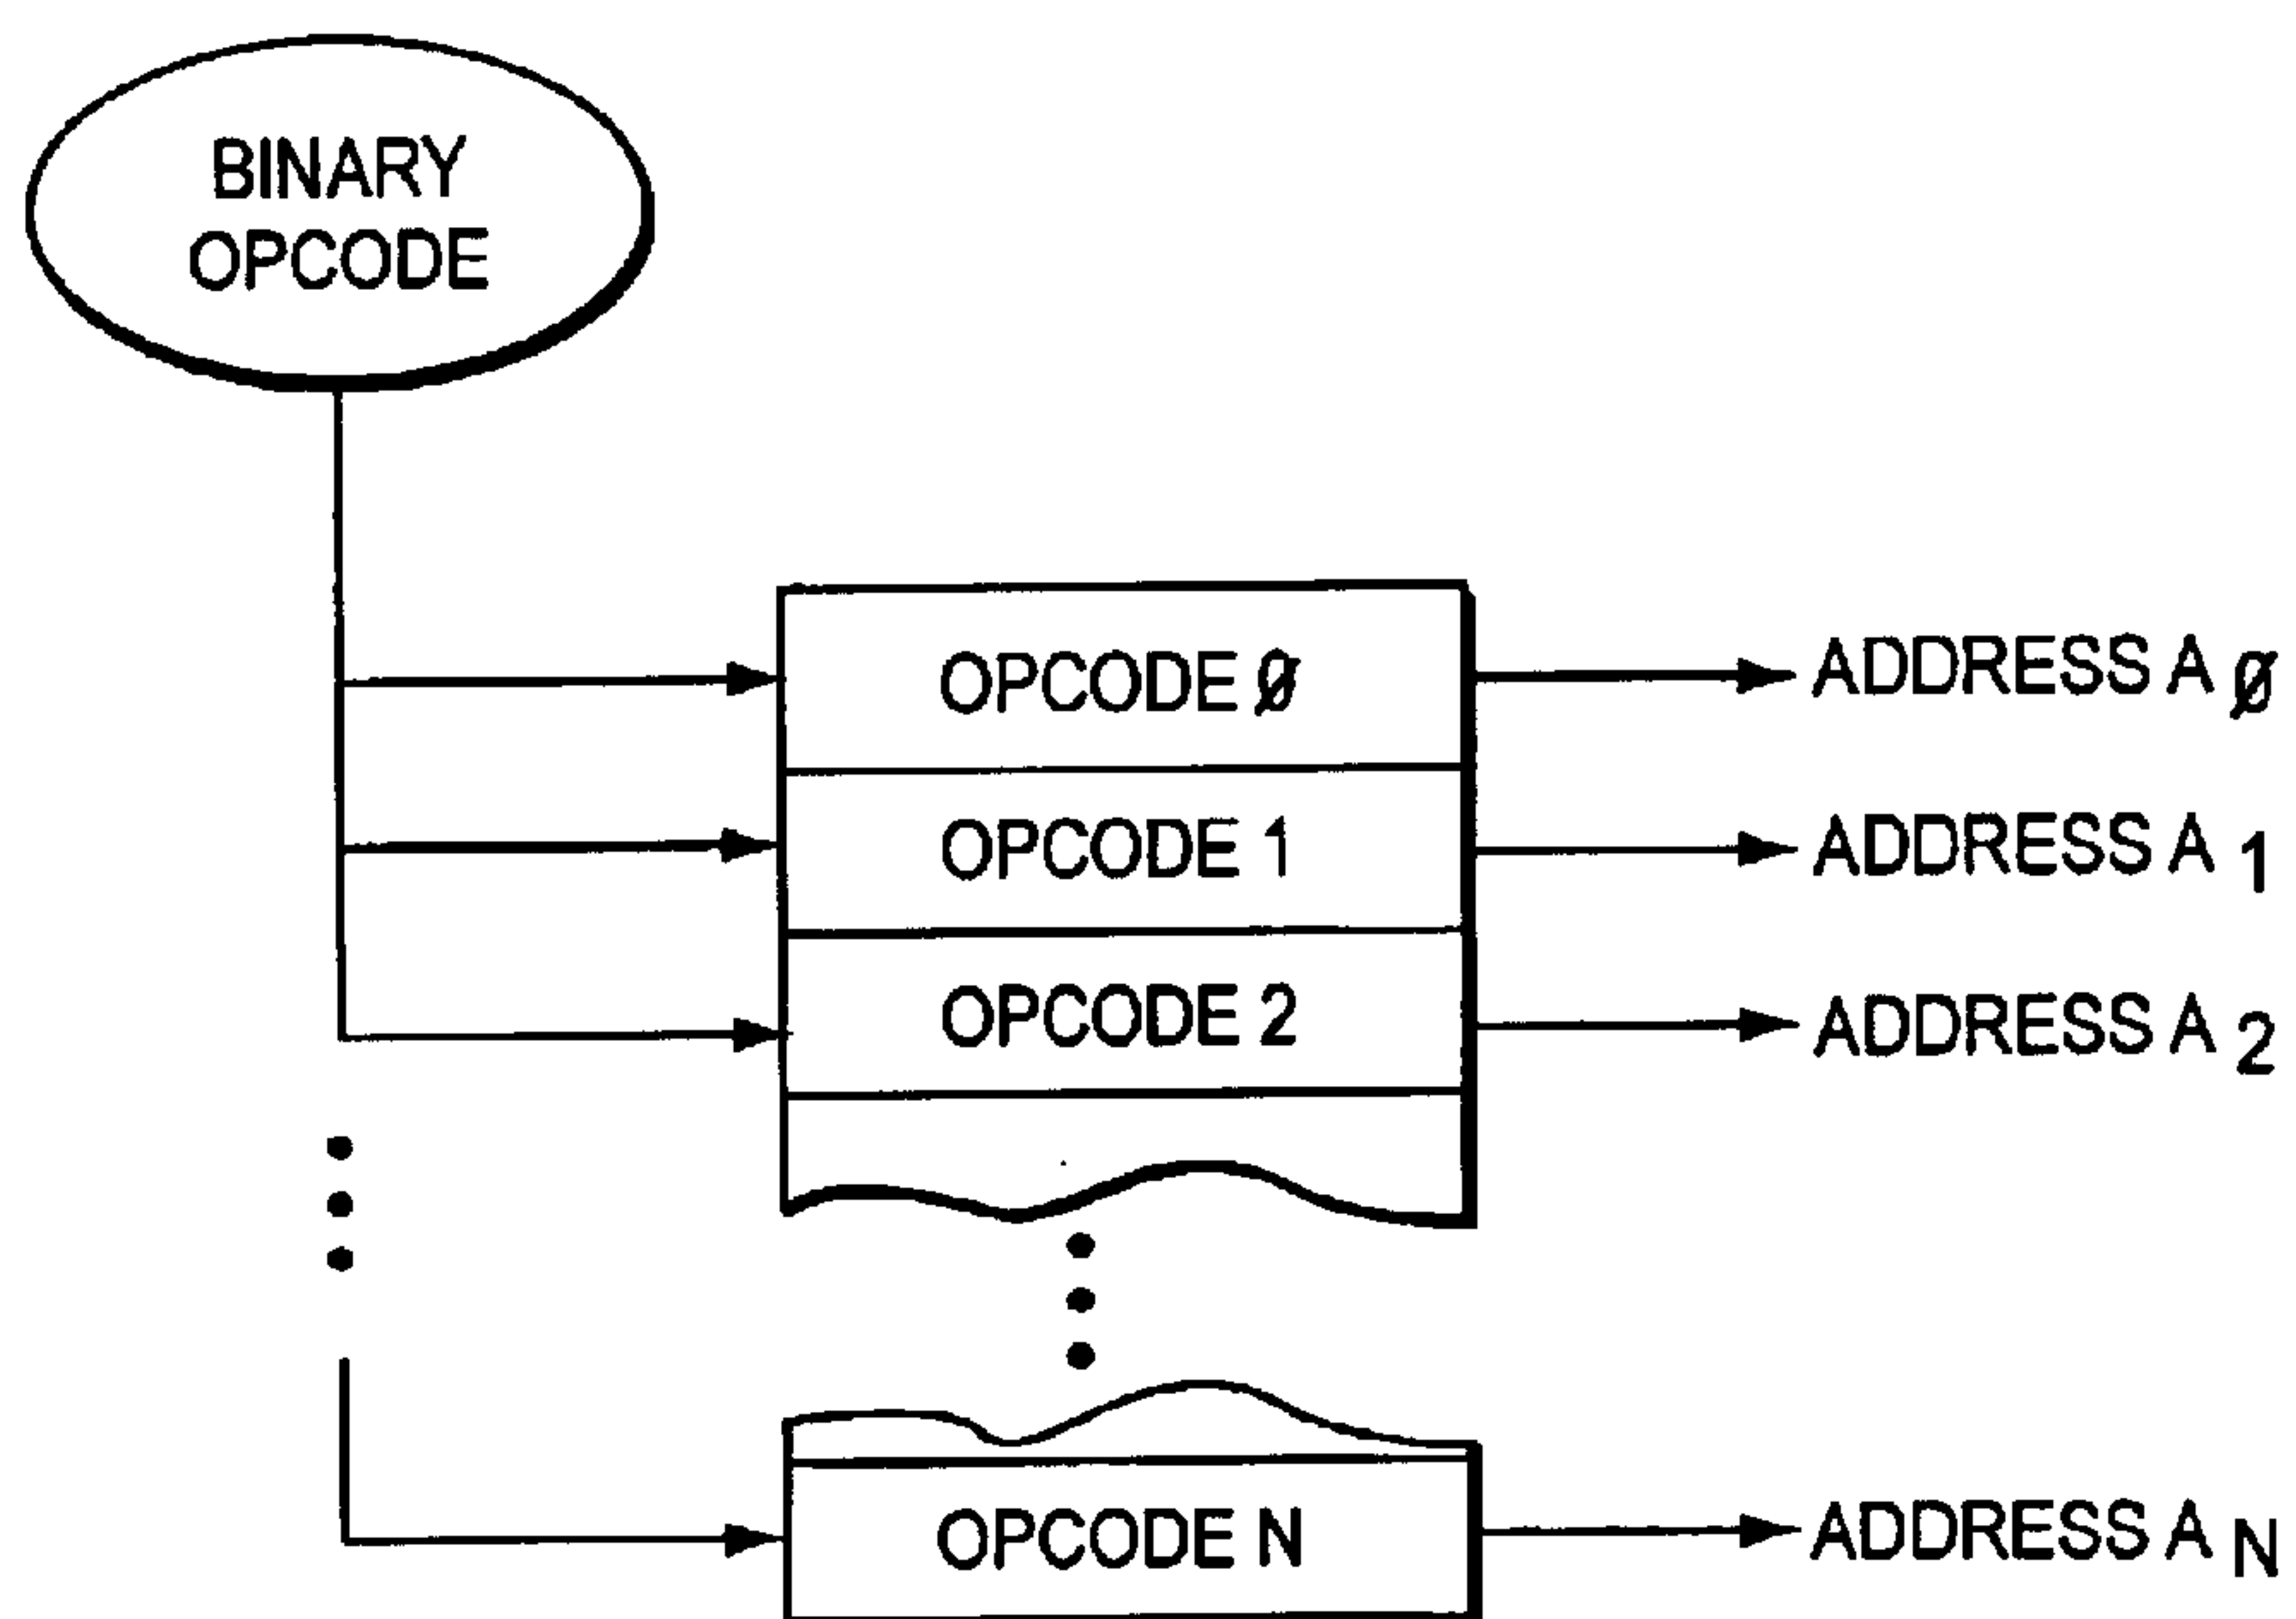 BINARY
OPCODE
OPCODE Ø
ADDRESS A Ø
OPCODE 1
ADDRESS A 1
OPCODE 2
ADDRESS A 2
OPCODE N
ADDRESS A N